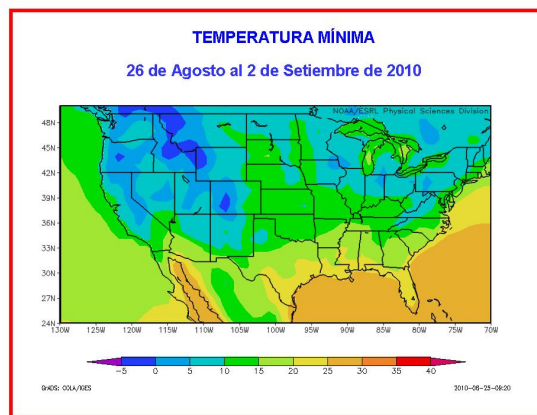 TEMPERATURA MÍNIMA
26 de Agosto al 2 de Setiembre de 2010
NOAA/ESRL Physical Sciences Division
48N
45N
42N
39N
36N
33N
30N
27N
24N
130W 125W 120W 115W 110W 105W 100W 95W 90W 85W 80W 75W 70W
-5 0 5 10 15 20 25 30 35 40
GrADS: COLA/IGES 2010-08-25-09:20